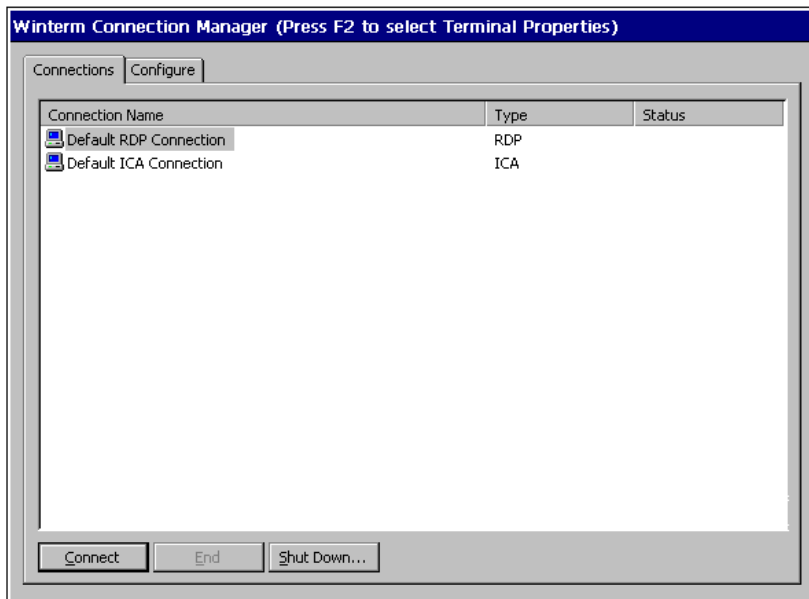 Winterm Connection Manager (Press F2 to select Terminal Properties)
Connections Configure
Connection Name Type Status
Default RDP Connection RDP
Default ICA Connection ICA
Connect End Shut Down...